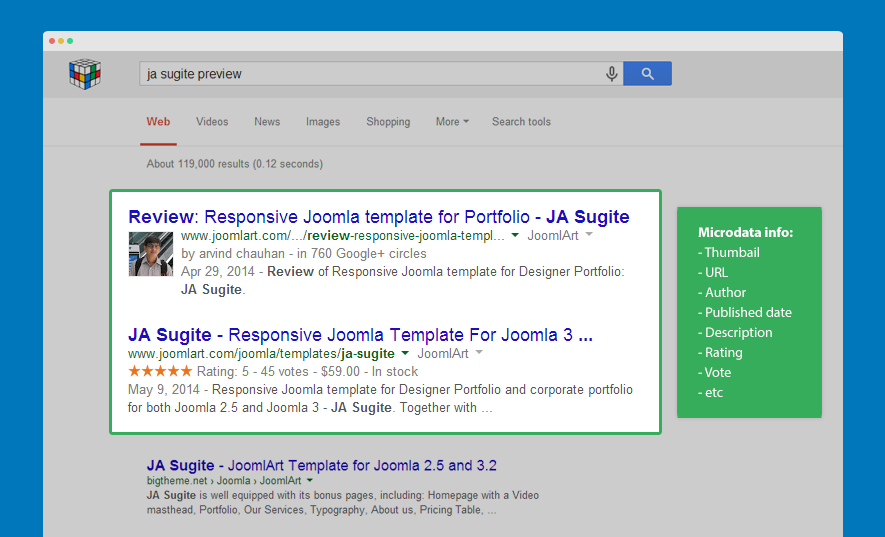 ja sugite preview
Web Videos News Images Shopping More Search tools
About 119,000 results (0.12 seconds)
Review: Responsive Joomla template for Portfolio - JA Sugite
www.joomlart.com/.../review-responsive-joomla-templ... JoomlArt
by arvind chauhan - in 760 Google+ circles
Apr 29, 2014 - Review of Responsive Joomla template for Designer Portfolio:
JA Sugite.
JA Sugite - Responsive Joomla Template For Joomla 3 ...
www.joomlart.com/joomla/templates/ja-sugite JoomlArt
★★★★★ Rating: 5 - 45 votes - $59.00 - In stock
May 9, 2014 - Responsive Joomla template for Designer Portfolio and corporate portfolio
for both Joomla 2.5 and Joomla 3 - JA Sugite. Together with ...
Microdata info:
- Thumbail
- URL
- Author
- Published date
- Description
- Rating
- Vote
- etc
JA Sugite - JoomlArt Template for Joomla 2.5 and 3.2
bigtheme.net › Joomla › JoomlArt
JA Sugite is well equipped with its bonus pages, including: Homepage with a Video
masthead, Portfolio, Our Services, Typography, About us, Pricing Table, ...